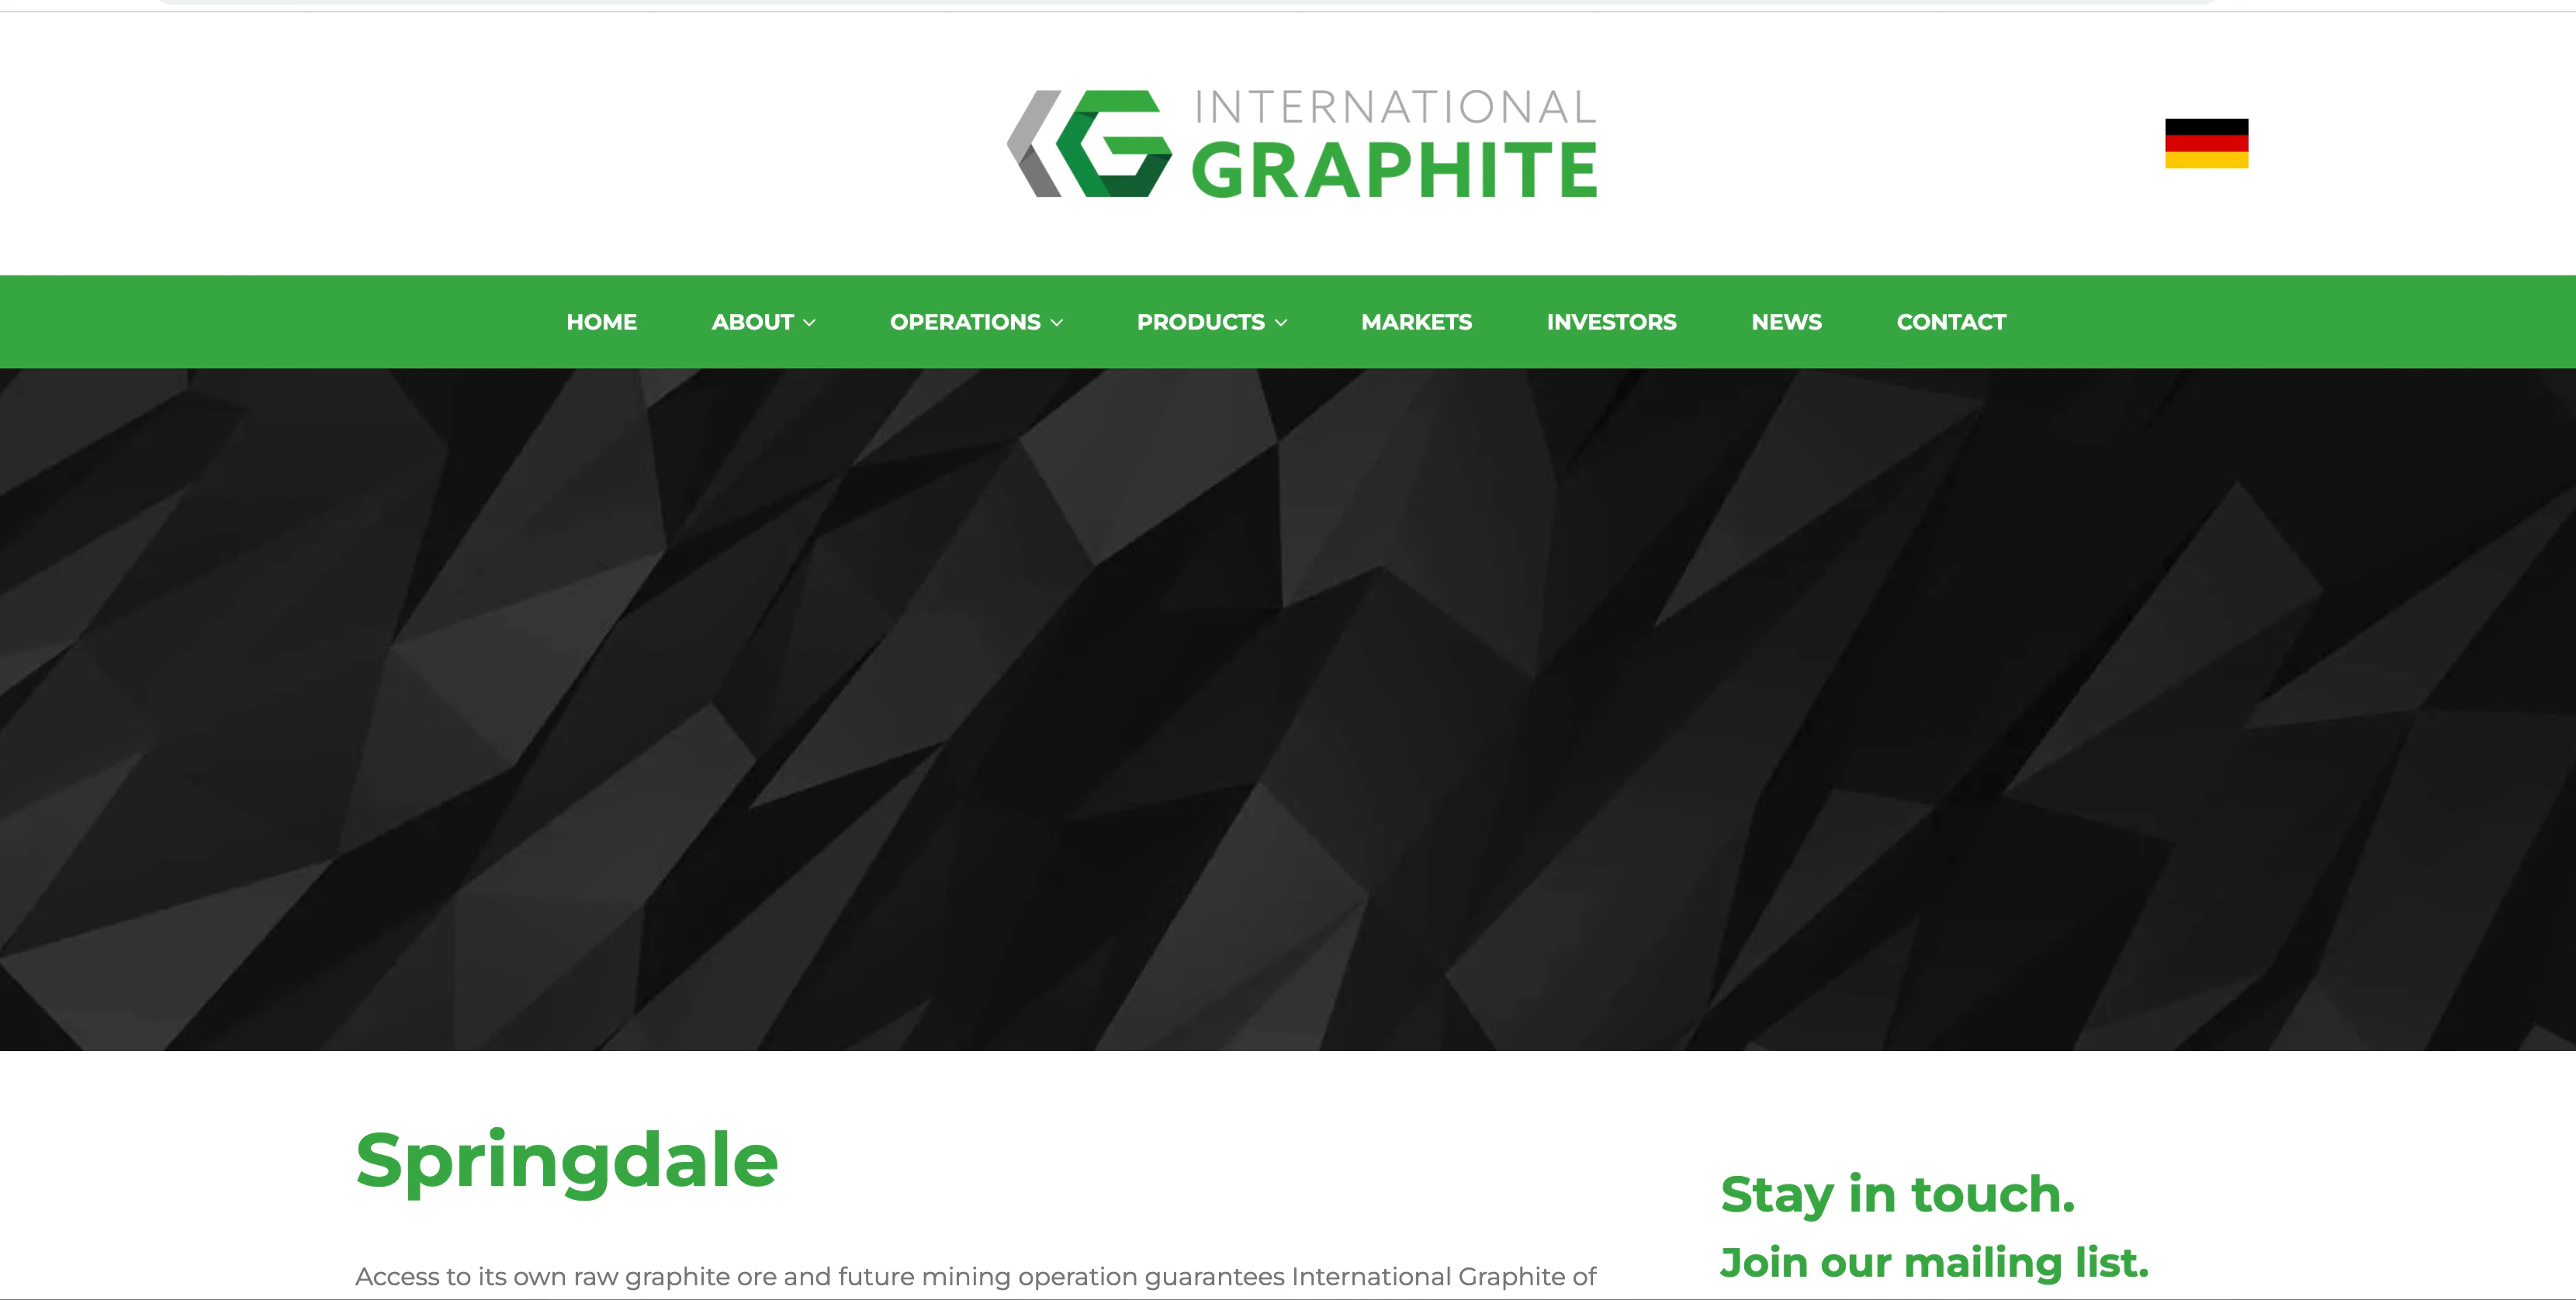 INTERNATIONAL
GRAPHITE
HOME ABOUT OPERATIONS PRODUCTS MARKETS INVESTORS NEWS CONTACT
Springdale
Access to its own raw graphite ore and future mining operation guarantees International Graphite of
Stay in touch.
Join our mailing list.